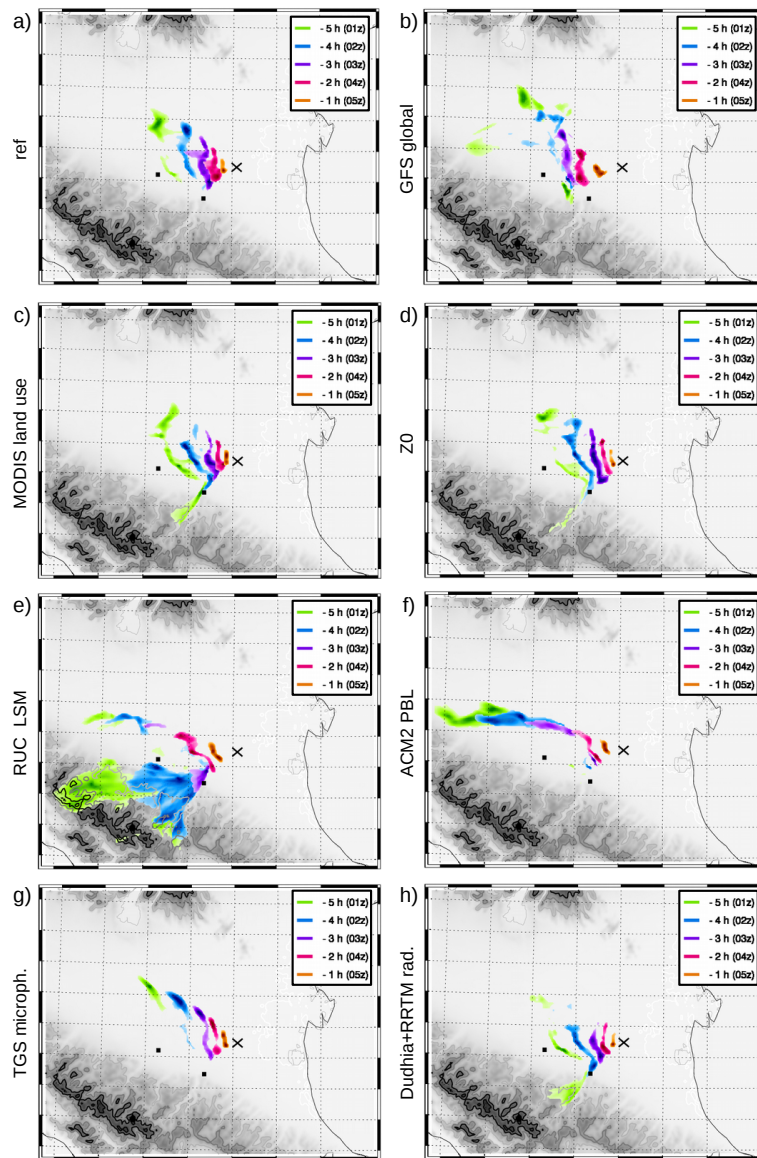 a)
ref
- 5 h (01z)
- 4 h (02z)
- 3 h (03z)
- 2 h (04z)
- 1 h (05z)
b)
GFS global
- 5 h (01z)
- 4 h (02z)
- 3 h (03z)
- 2 h (04z)
- 1 h (05z)
c)
MODIS land use
- 5 h (01z)
- 4 h (02z)
- 3 h (03z)
- 2 h (04z)
- 1 h (05z)
d)
Z0
- 5 h (01z)
- 4 h (02z)
- 3 h (03z)
- 2 h (04z)
- 1 h (05z)
e)
RUC LSM
- 5 h (01z)
- 4 h (02z)
- 3 h (03z)
- 2 h (04z)
- 1 h (05z)
f)
ACM2 PBL
- 5 h (01z)
- 4 h (02z)
- 3 h (03z)
- 2 h (04z)
- 1 h (05z)
g)
TGS microph.
- 5 h (01z)
- 4 h (02z)
- 3 h (03z)
- 2 h (04z)
- 1 h (05z)
h)
Dudhia+RRTM rad.
- 5 h (01z)
- 4 h (02z)
- 3 h (03z)
- 2 h (04z)
- 1 h (05z)